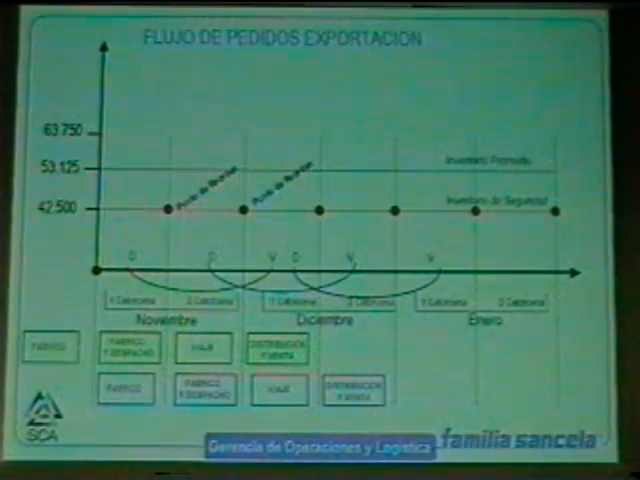 FLUJO DE PEDIDOS EXPORTACION
63.750
53.125
Inventario Promedio
Punto de Reorden
Punto de Reorden
42.500
Inventario de Seguridad
D
D
V
D
V
V
1 Catorcena
2 Catorcena
1 Catorcena
2 Catorcena
1 Catorcena
2 Catorcena
Noviembre
Diciembre
Enero
FABRICO
FABRICO
Y DESPACHO
VIAJE
DISTRIBUCION
Y VENTA
FABRICO
FABRICO
Y DESPACHO
VIAJE
DISTRIBUCION
Y VENTA
SCA
Gerencia de Operaciones y Logística
familia sancela